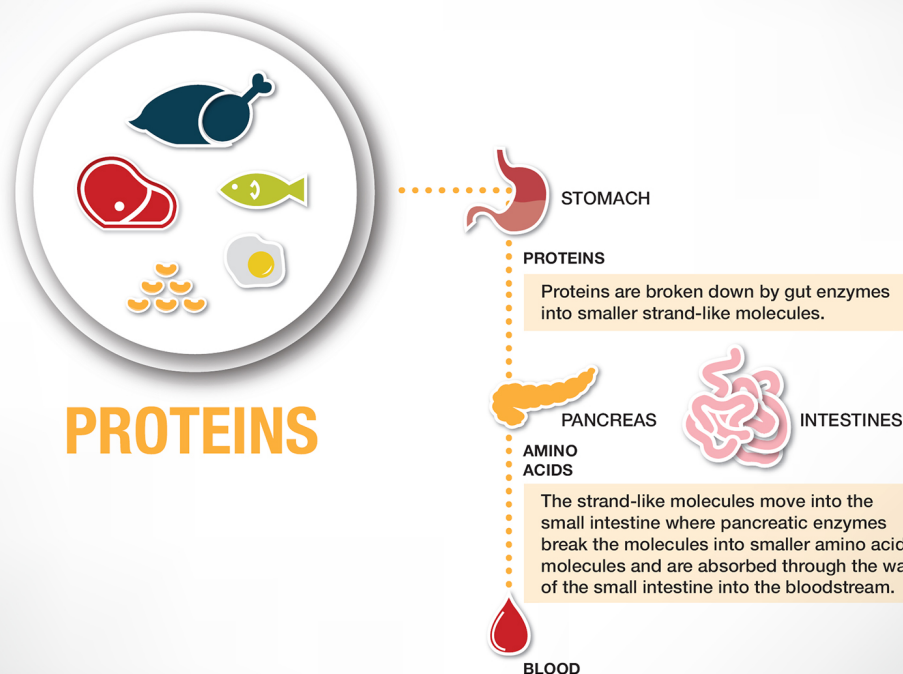 STOMACH
PROTEINS
Proteins are broken down by gut enzymes
into smaller strand-like molecules.
PROTEINS
PANCREAS
INTESTINES
AMINO
ACIDS
The strand-like molecules move into the
small intestine where pancreatic enzymes
break the molecules into smaller amino acid
molecules and are absorbed through the wa
of the small intestine into the bloodstream.
BLOOD